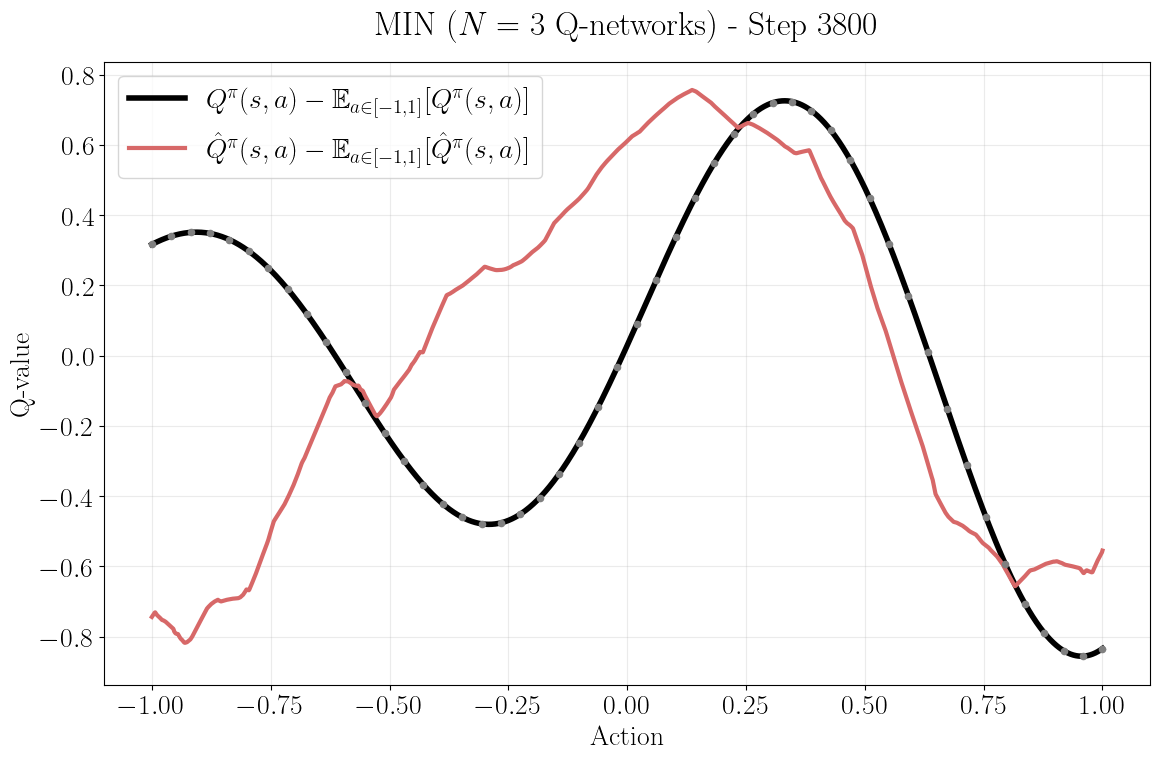 MIN (N = 3 Q-networks) - Step 3800
Q^π(s, a) − 𝔼_{a∈[−1,1]}[Q^π(s, a)]
Q̂^π(s, a) − 𝔼_{a∈[−1,1]}[Q̂^π(s, a)]
Q-value
0.8
0.6
0.4
0.2
0.0
−0.2
−0.4
−0.6
−0.8
−1.00 −0.75 −0.50 −0.25 0.00 0.25 0.50 0.75 1.00
Action